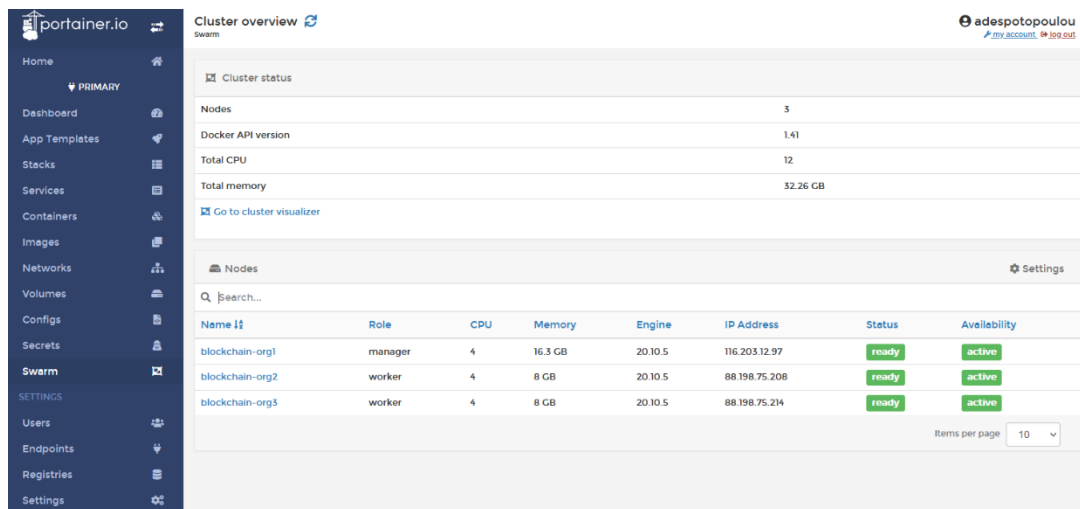 portainer.io
Cluster overview
adespotopoulou
Swarm
my account log out
Home
PRIMARY
Dashboard
App Templates
Stacks
Services
Containers
Images
Networks
Volumes
Configs
Secrets
Swarm
SETTINGS
Users
Endpoints
Registries
Settings
Cluster status
Nodes 3
Docker API version 1.41
Total CPU 12
Total memory 32.26 GB
Go to cluster visualizer
Nodes Settings
Search...
Name Role CPU Memory Engine IP Address Status Availability
blockchain-org1 manager 4 16.3 GB 20.10.5 116.203.12.97 ready active
blockchain-org2 worker 4 8 GB 20.10.5 88.198.75.208 ready active
blockchain-org3 worker 4 8 GB 20.10.5 88.198.75.214 ready active
Items per page 10